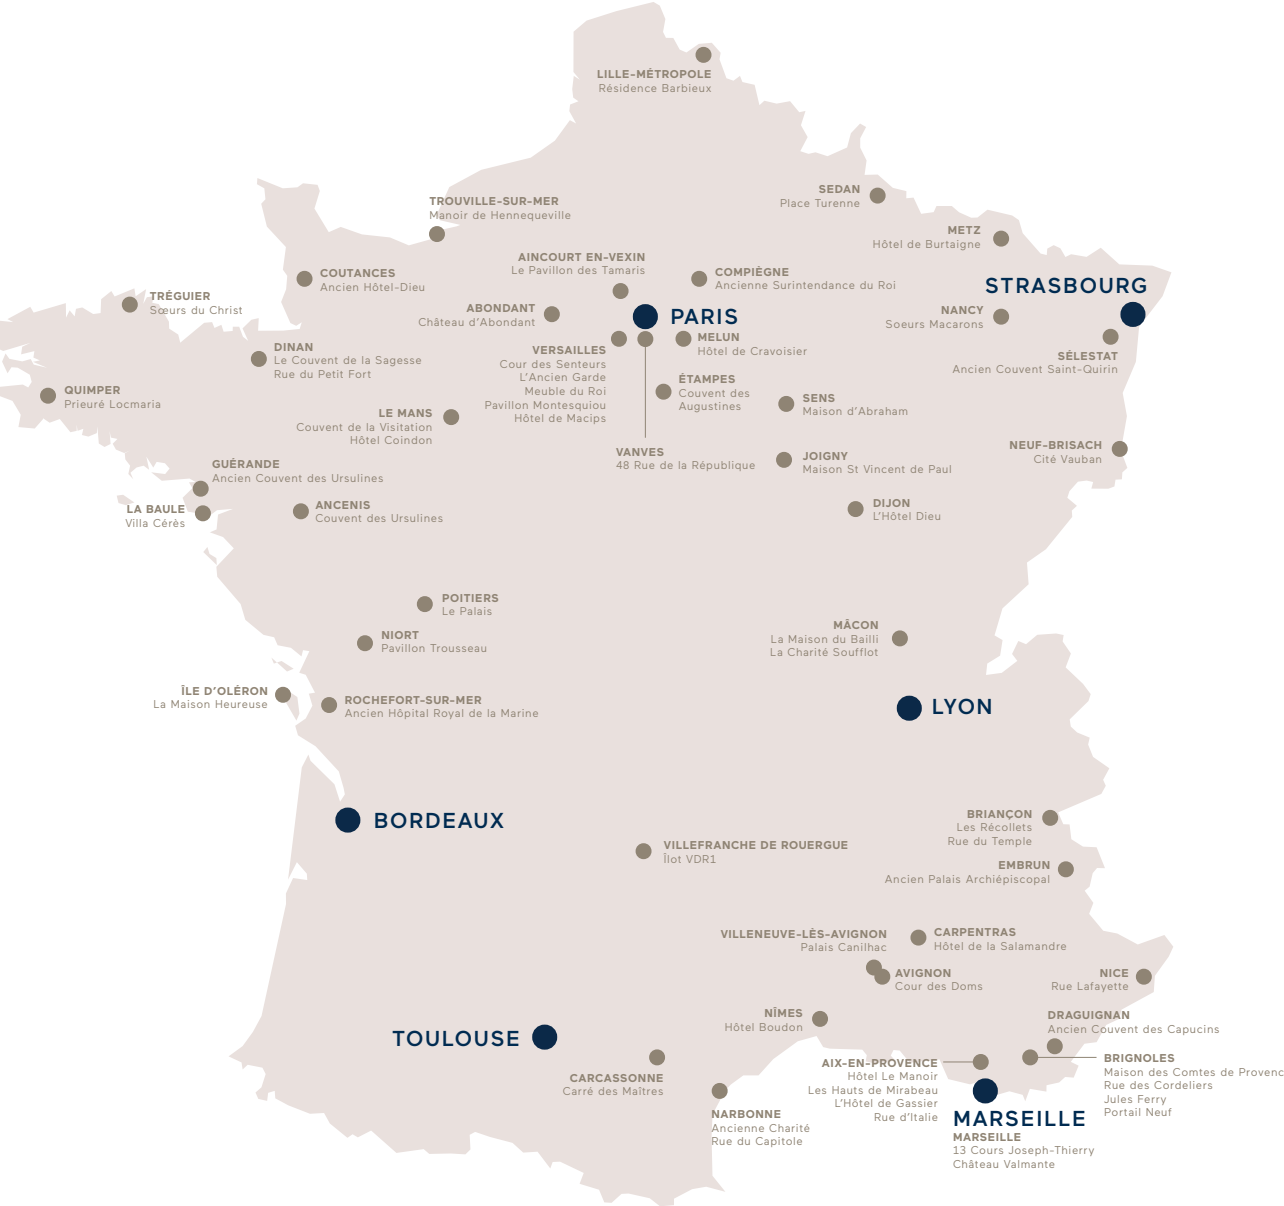 LILLE-MÉTROPOLE
Résidence Barbieux
SEDAN
Place Turenne
TROUVILLE-SUR-MER
Manoir de Hennequeville
METZ
Hôtel de Burtaigne
AINCOURT EN-VEXIN
Le Pavillon des Tamaris
COUTANCES
Ancien Hôtel-Dieu
COMPIÈGNE
Ancienne Surintendance du Roi
STRASBOURG
TRÉGUIER
Sœurs du Christ
ABONDANT
Château d'Abondant
PARIS
NANCY
Soeurs Macarons
MELUN
Hôtel de Cravoisier
DINAN
Le Couvent de la Sagesse
Rue du Petit Fort
VERSAILLES
Cour des Senteurs
L'Ancien Garde
Meuble du Roi
Pavillon Montesquiou
Hôtel de Macips
SÉLESTAT
Ancien Couvent Saint-Quirin
ÉTAMPES
Couvent des
Augustines
QUIMPER
Prieuré Locmaria
SENS
Maison d'Abraham
LE MANS
Couvent de la Visitation
Hôtel Coindon
NEUF-BRISACH
Cité Vauban
VANVES
48 Rue de la République
JOIGNY
Maison St Vincent de Paul
GUÉRANDE
Ancien Couvent des Ursulines
LA BAULE
Villa Cérès
ANCENIS
Couvent des Ursulines
DIJON
L'Hôtel Dieu
POITIERS
Le Palais
NIORT
Pavillon Trousseau
MÂCON
La Maison du Bailli
La Charité Soufflot
ÎLE D'OLÉRON
La Maison Heureuse
ROCHEFORT-SUR-MER
Ancien Hôpital Royal de la Marine
LYON
BORDEAUX
BRIANÇON
Les Récollets
Rue du Temple
VILLEFRANCHE DE ROUERGUE
Îlot VDR1
EMBRUN
Ancien Palais Archiépiscopal
VILLENEUVE-LÈS-AVIGNON
Palais Canilhac
CARPENTRAS
Hôtel de la Salamandre
AVIGNON
Cour des Doms
NICE
Rue Lafayette
NÎMES
Hôtel Boudon
DRAGUIGNAN
Ancien Couvent des Capucins
TOULOUSE
AIX-EN-PROVENCE
Hôtel Le Manoir
Les Hauts de Mirabeau
L'Hôtel de Gassier
Rue d'Italie
BRIGNOLES
Maison des Comtes de Provenc
Rue des Cordeliers
Jules Ferry
Portail Neuf
CARCASSONNE
Carré des Maîtres
NARBONNE
Ancienne Charité
Rue du Capitole
MARSEILLE
MARSEILLE
13 Cours Joseph-Thierry
Château Valmante